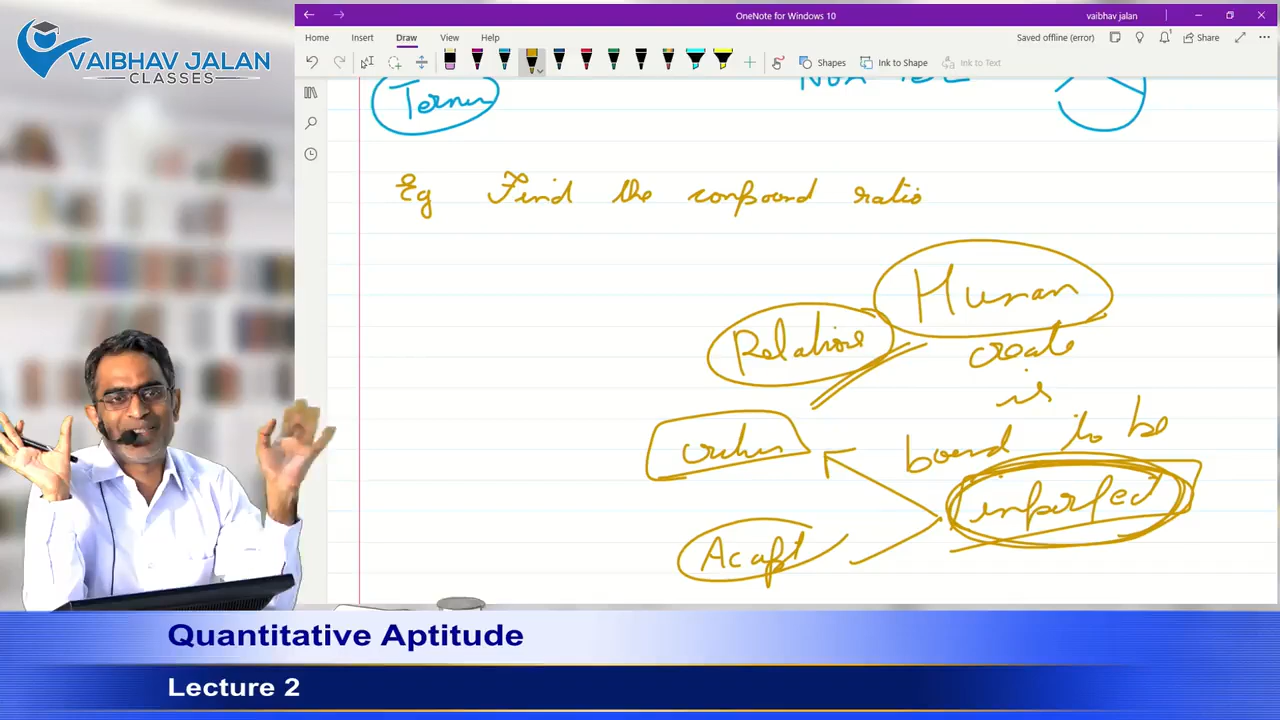 VAIBHAV JALAN
CLASSES
OneNote for Windows 10
vaibhav jalan
Home Insert Draw View Help
Saved offline (error)
Share
Shapes
Ink to Shape
Ink to Text
Eg Find the compound ratio
Human
Relations
create
is
bound to be
imperfect
Accept
Quantitative Aptitude
Lecture 2